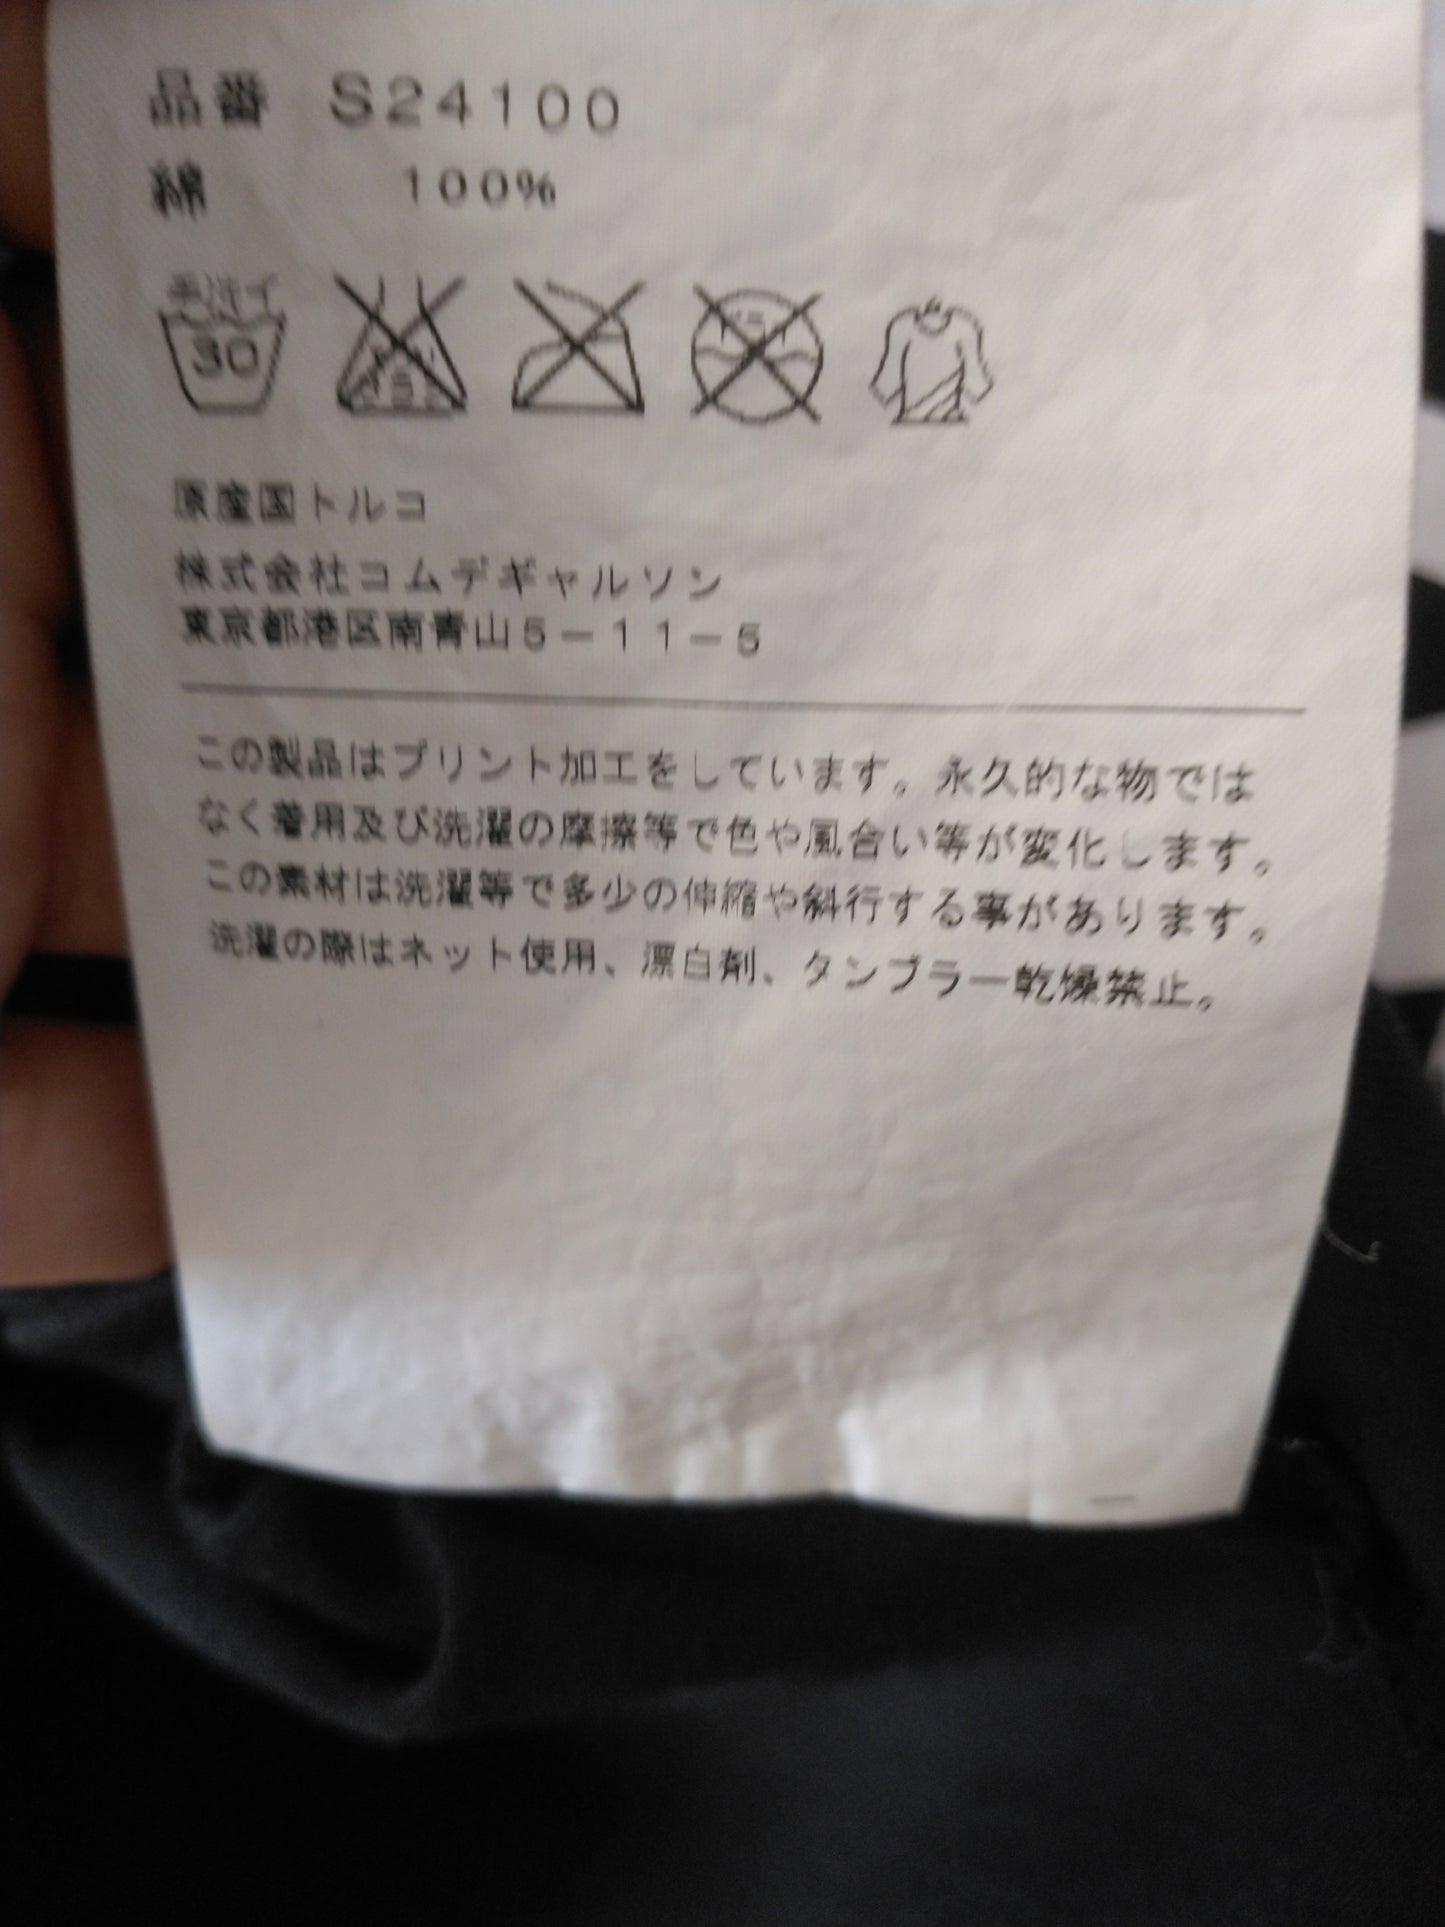 品番 S24100
綿 100%
手洗イ
30
原産国トルコ
株式会社コムデギャルソン
東京都港区南青山5-11-5
この製品はプリント加工をしています。永久的な物では
なく着用及び洗濯の摩擦等で色や風合い等が変化します。
この素材は洗濯等で多少の伸縮や斜行する事があります。
洗濯の際はネット使用、漂白剤、タンブラー乾燥禁止。